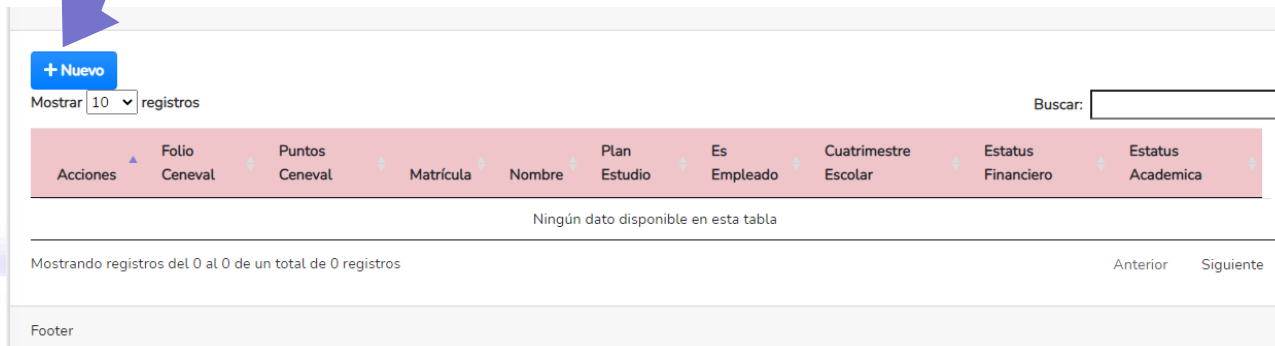 + Nuevo
Mostrar 10 registros
Buscar:
Acciones Folio Ceneval Puntos Ceneval Matrícula Nombre Plan Estudio Es Empleado Cuatrimestre Escolar Estatus Financiero Estatus Academica
Ningún dato disponible en esta tabla
Mostrando registros del 0 al 0 de un total de 0 registros
Anterior Siguiente
Footer